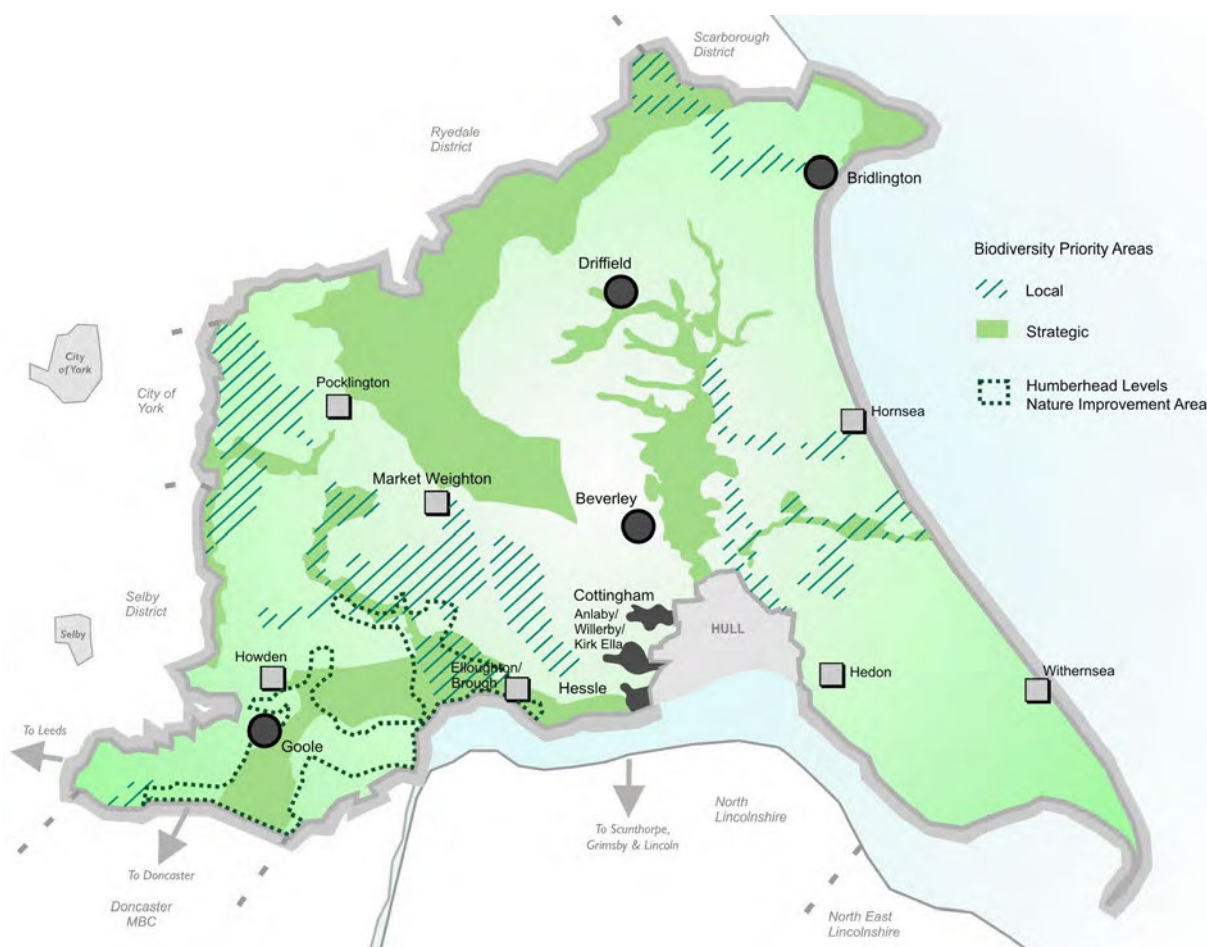 Scarborough
District
Ryedale
District
Bridlington
Biodiversity Priority Areas
Local
Strategic
Humberhead Levels
Nature Improvement Area
Driffield
City
of York
City of
York
Pocklington
Hornsea
Market Weighton
Beverley
Selby
District
Selby
Cottingham
Anlaby/
Willerby/
Kirk Ella
HULL
Howden
Elloughton/
Brough
Hessle
Hedon
Withernsea
To Leeds
Goole
North
Lincolnshire
To Scunthorpe,
Grimsby & Lincoln
To Doncaster
Doncaster
MBC
North East
Lincolnshire